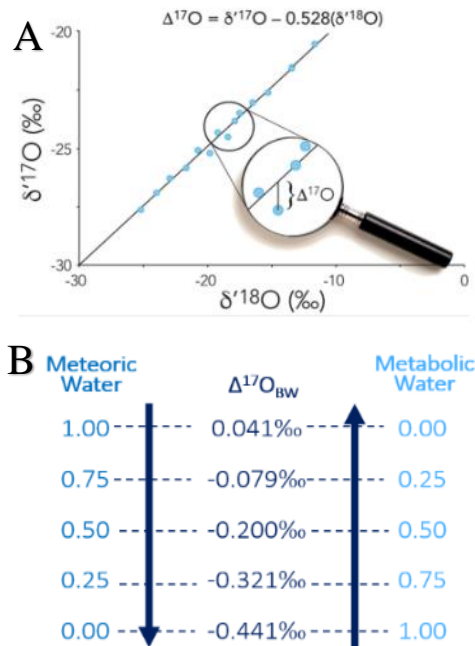 A
Δ¹⁷O = δ'¹⁷O – 0.528(δ'¹⁸O)
-20
-25
-30
δ'¹⁷O (‰)
} Δ¹⁷O
-30 -20 -10 0
δ'¹⁸O (‰)
B
Meteoric Water Δ¹⁷O_BW Metabolic Water
1.00 0.041‰ 0.00
0.75 -0.079‰ 0.25
0.50 -0.200‰ 0.50
0.25 -0.321‰ 0.75
0.00 -0.441‰ 1.00